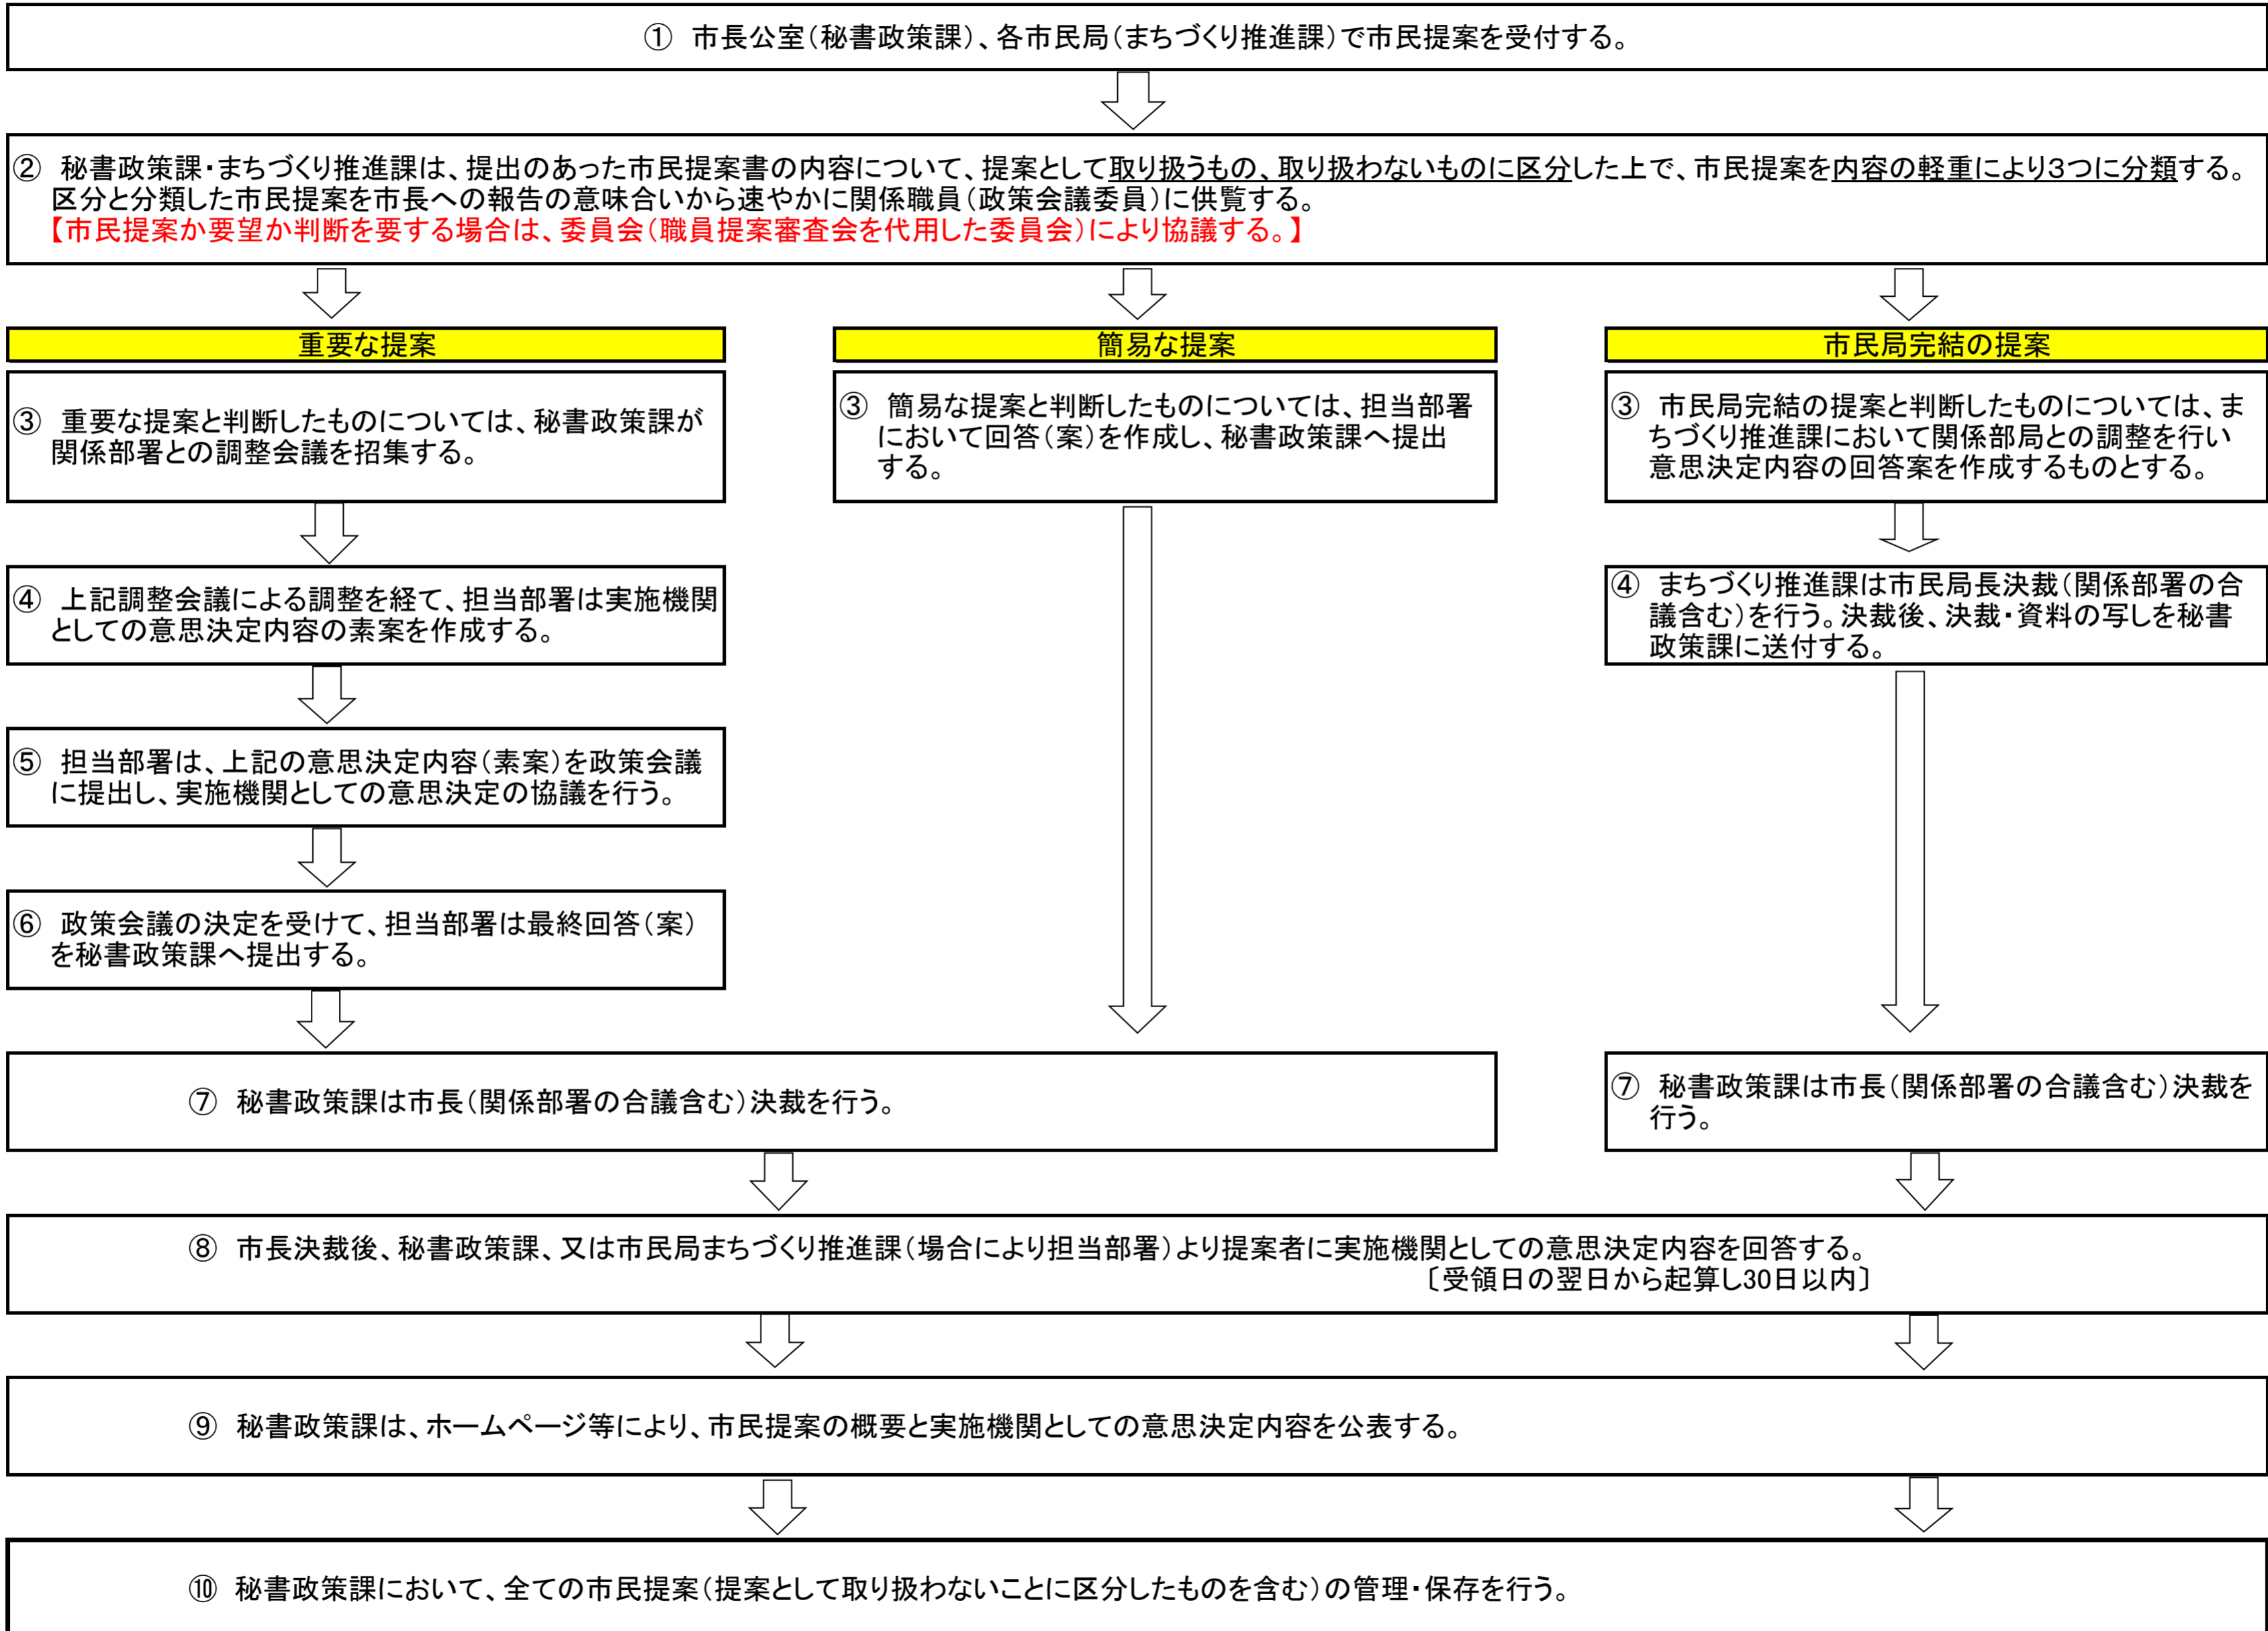 ① 市長公室(秘書政策課)、各市民局(まちづくり推進課)で市民提案を受付する。
② 秘書政策課・まちづくり推進課は、提出のあった市民提案書の内容について、提案として取り扱うもの、取り扱わないものに区分した上で、市民提案を内容の軽重により3つに分類する。
区分と分類した市民提案を市長への報告の意味合いから速やかに関係職員(政策会議委員)に供覧する。
【市民提案か要望か判断を要する場合は、委員会(職員提案審査会を代用した委員会)により協議する。】
重要な提案
③ 重要な提案と判断したものについては、秘書政策課が
関係部署との調整会議を招集する。
④ 上記調整会議による調整を経て、担当部署は実施機関
としての意思決定内容の素案を作成する。
⑤ 担当部署は、上記の意思決定内容(素案)を政策会議
に提出し、実施機関としての意思決定の協議を行う。
⑥ 政策会議の決定を受けて、担当部署は最終回答(案)
を秘書政策課へ提出する。
簡易な提案
③ 簡易な提案と判断したものについては、担当部署
において回答(案)を作成し、秘書政策課へ提出
する。
市民局完結の提案
③ 市民局完結の提案と判断したものについては、ま
ちづくり推進課において関係部局との調整を行い
意思決定内容の回答案を作成するものとする。
④ まちづくり推進課は市民局長決裁(関係部署の合
議含む)を行う。決裁後、決裁・資料の写しを秘書
政策課に送付する。
⑦ 秘書政策課は市長(関係部署の合議含む)決裁を行う。
⑦ 秘書政策課は市長(関係部署の合議含む)決裁を
行う。
⑧ 市長決裁後、秘書政策課、又は市民局まちづくり推進課(場合により担当部署)より提案者に実施機関としての意思決定内容を回答する。
〔受領日の翌日から起算し30日以内〕
⑨ 秘書政策課は、ホームページ等により、市民提案の概要と実施機関としての意思決定内容を公表する。
⑩ 秘書政策課において、全ての市民提案(提案として取り扱わないことに区分したものを含む)の管理・保存を行う。